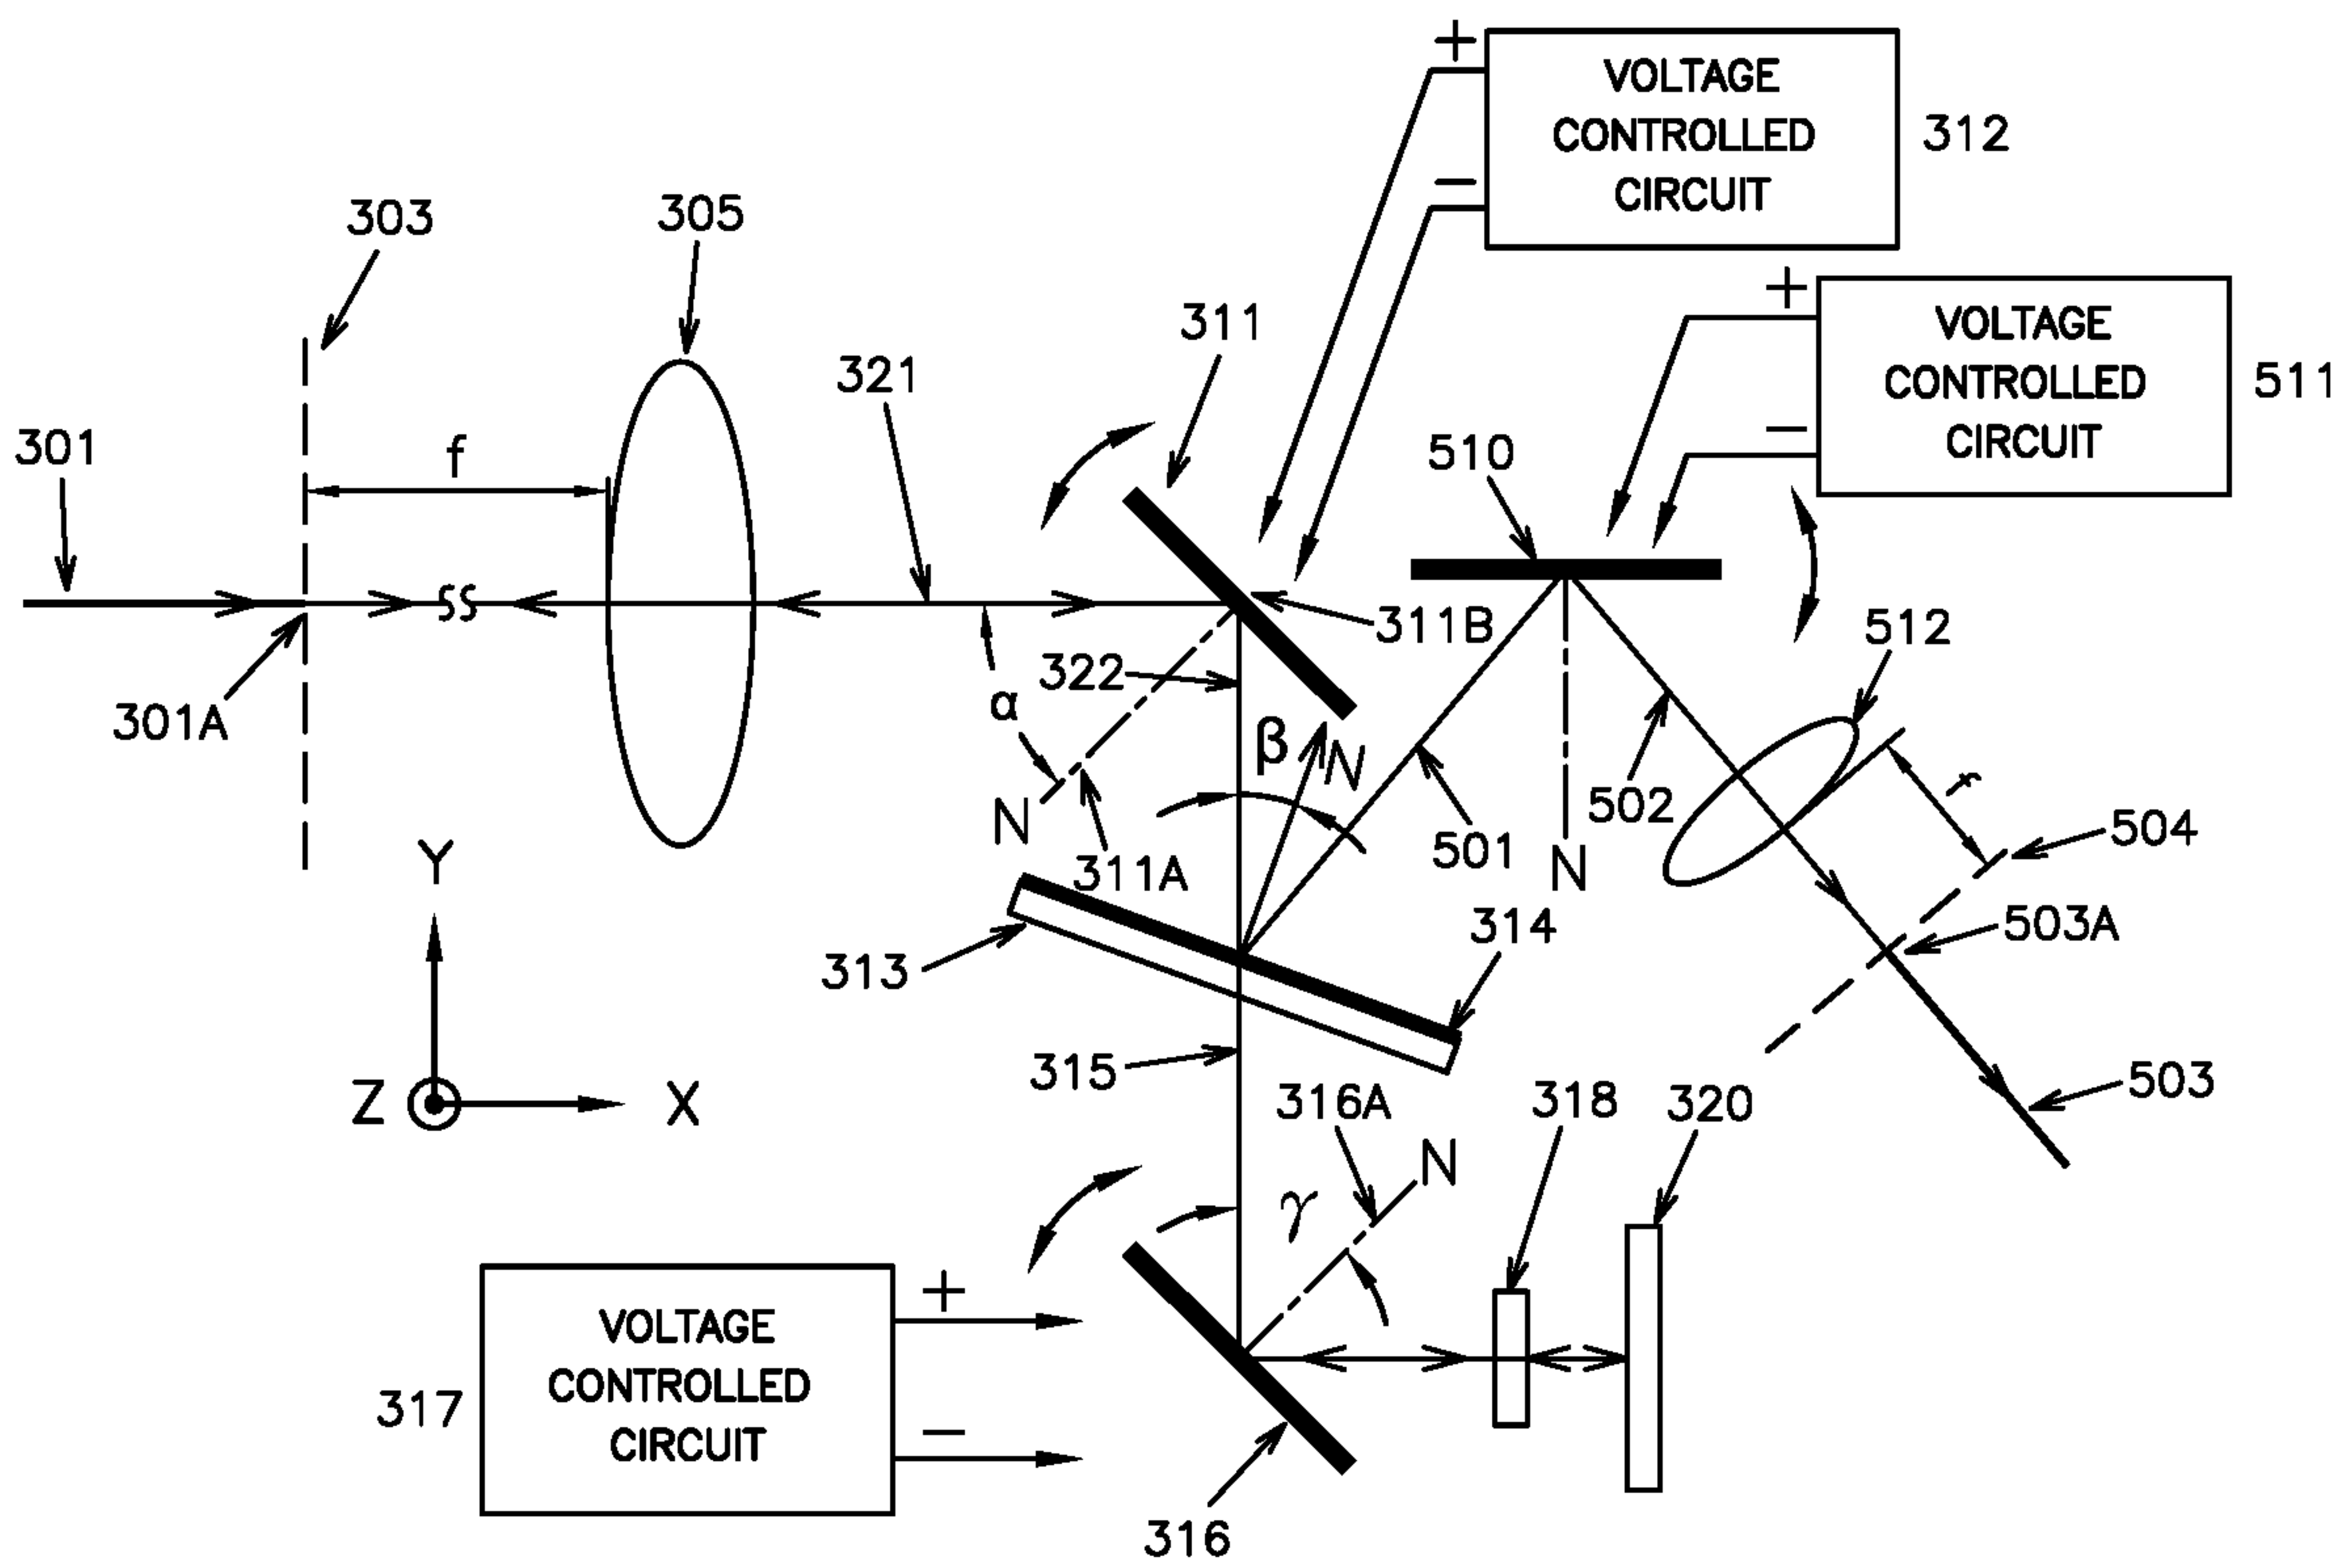 +
VOLTAGE
CONTROLLED
CIRCUIT
−
312
+
VOLTAGE
CONTROLLED
CIRCUIT
−
511
303
305
311
321
301
f
510
311B
512
322
301A
α
β
N
N
311A
501
502
N
f
504
503A
314
313
Y
Z
X
315
316A
N
318
320
503
γ
317
VOLTAGE
CONTROLLED
CIRCUIT
+
−
316